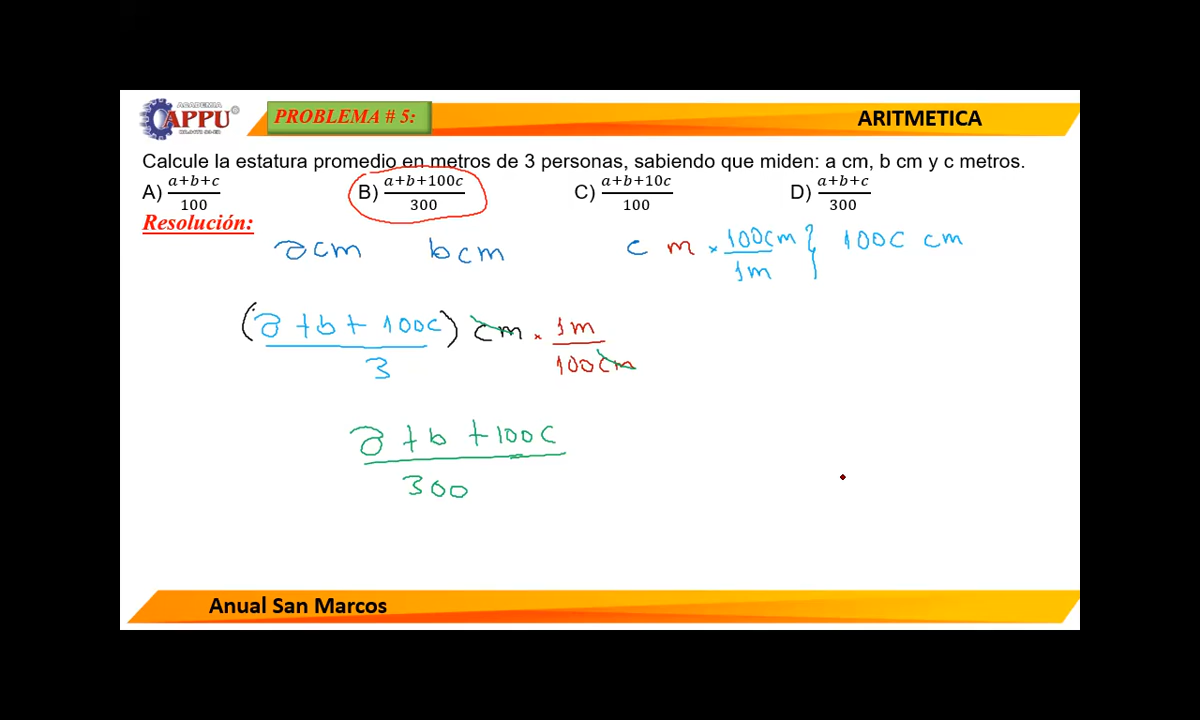 ACADEMIA
APPU
PROBLEMA # 5:
ARITMETICA
Calcule la estatura promedio en metros de 3 personas, sabiendo que miden: a cm, b cm y c metros.
A) a+b+c/100 B) a+b+100c/300 C) a+b+10c/100 D) a+b+c/300
Resolución:
a cm b cm c m × 100cm/1m } 100c cm
(a + b + 100c)/3 cm × 1m/100cm
a + b + 100c/300
Anual San Marcos